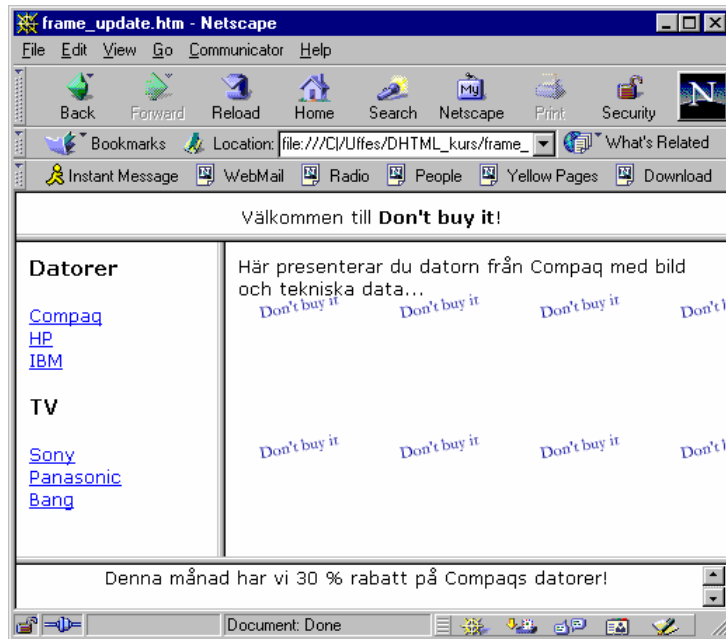 frame_update.htm - Netscape
File Edit View Go Communicator Help
Back Forward Reload Home Search My Netscape Print Security N
Bookmarks Location: file:///C|/Uffes/DHTML_kurs/frame_ What's Related
Instant Message WebMail Radio People Yellow Pages Download
Välkommen till Don't buy it!
Datorer
Compaq
HP
IBM
TV
Sony
Panasonic
Bang
Här presenterar du datorn från Compaq med bild
och tekniska data...
Don't buy it Don't buy it Don't buy it Don't b
Don't buy it Don't buy it Don't buy it Don't b
Denna månad har vi 30 % rabatt på Compaqs datorer!
Document: Done